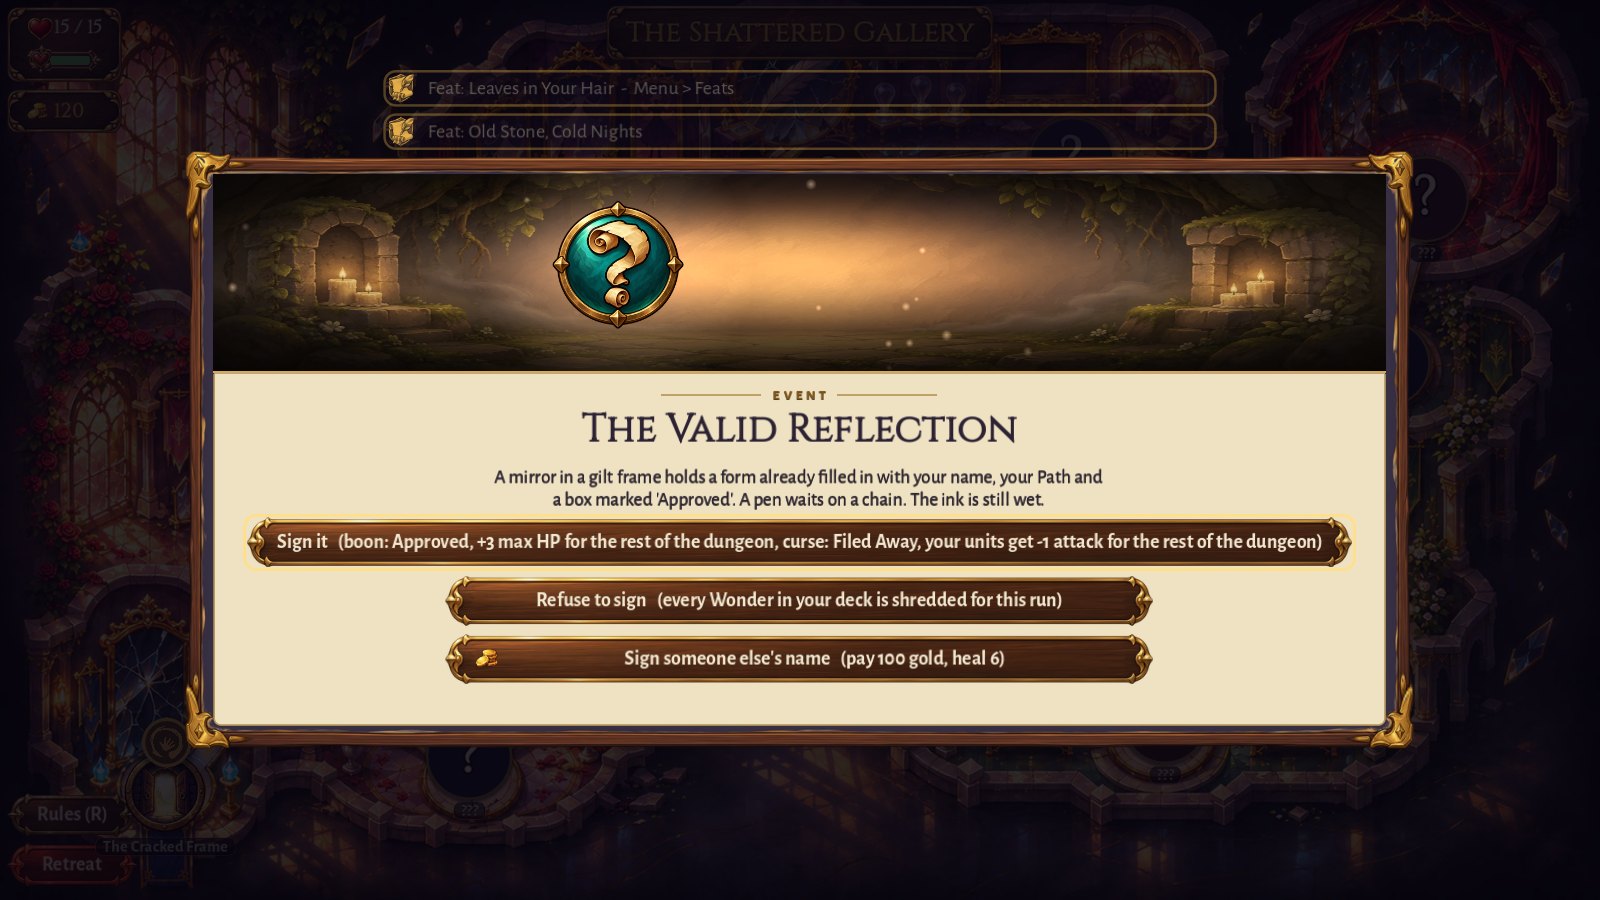 15 / 15
120
THE SHATTERED GALLERY
Feat: Leaves in Your Hair - Menu > Feats
Feat: Old Stone, Cold Nights
???
EVENT
THE VALID REFLECTION
A mirror in a gilt frame holds a form already filled in with your name, your Path and
a box marked 'Approved'. A pen waits on a chain. The ink is still wet.
Sign it (boon: Approved, +3 max HP for the rest of the dungeon, curse: Filed Away, your units get -1 attack for the rest of the dungeon)
Refuse to sign (every Wonder in your deck is shredded for this run)
Sign someone else's name (pay 100 gold, heal 6)
?
???
???
Rules (R)
The Cracked Frame
Retreat